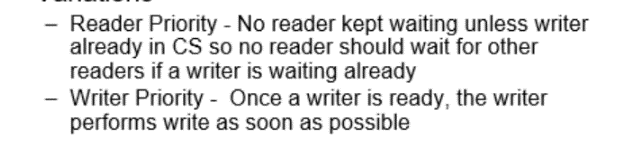 – Reader Priority - No reader kept waiting unless writer
already in CS so no reader should wait for other
readers if a writer is waiting already
– Writer Priority - Once a writer is ready, the writer
performs write as soon as possible